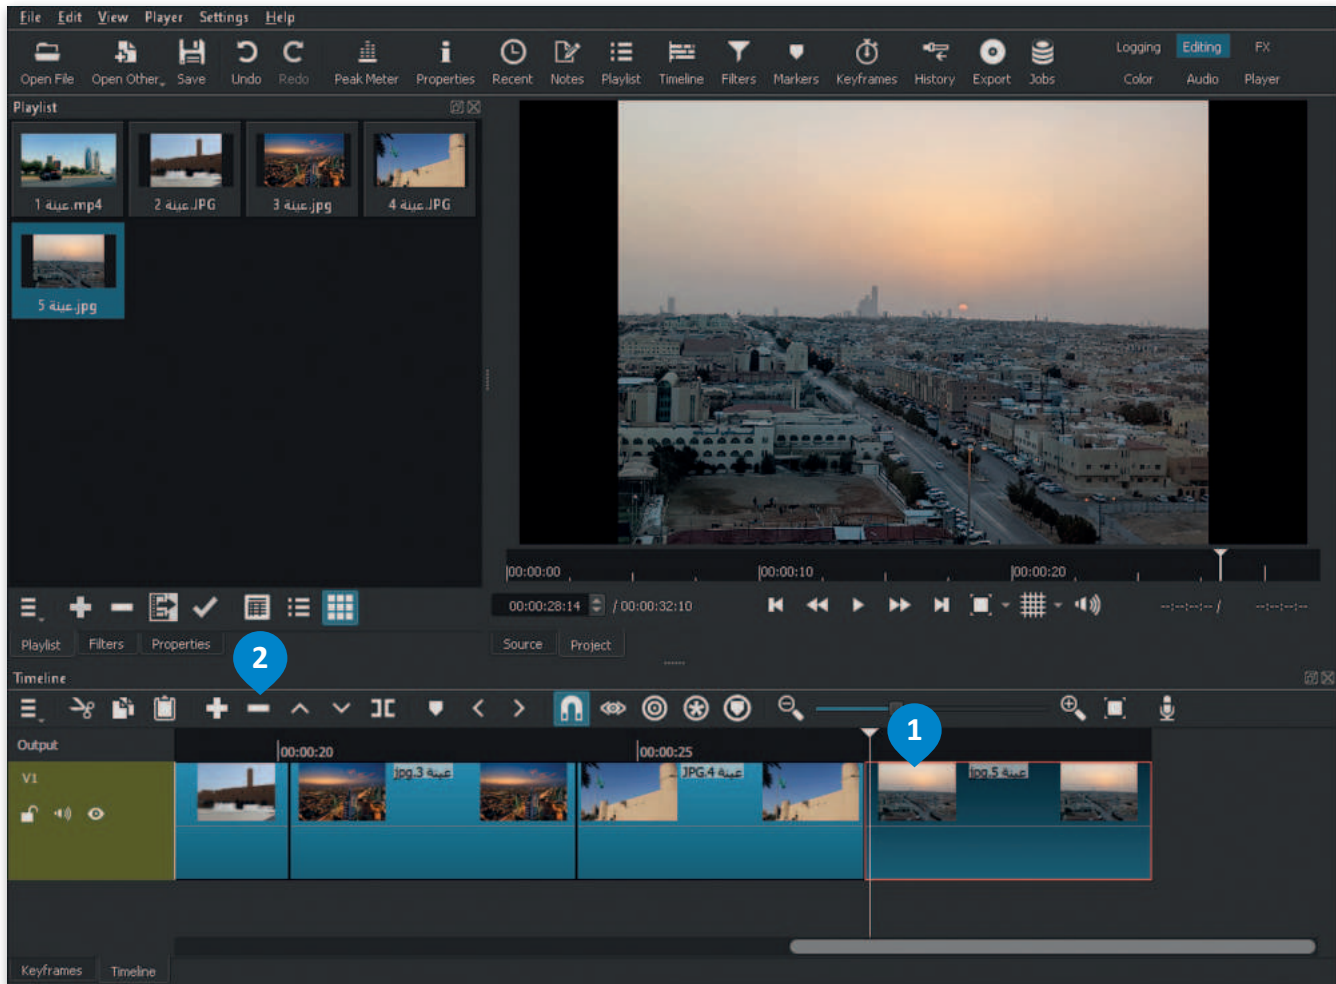 File Edit View Player Settings Help
Open File Open Other Save Undo Redo Peak Meter Properties Recent Notes Playlist Timeline Filters Markers Keyframes History Export Jobs
Logging Editing FX
Color Audio Player
Playlist
عينة 1.mp4 عينة 2.JPG عينة 3.jpg عينة 4.JPG
عينة 5.jpg
00:00:00 00:00:10 00:00:20
00:00:28:14 / 00:00:32:10 --:--:--:-- / --:--:--:--
Playlist Filters Properties
Source Project
2
Timeline
1
Output 00:00:20 00:00:25
V1
عينة 3.jpg عينة 4.JPG عينة 5.jpg
Keyframes Timeline